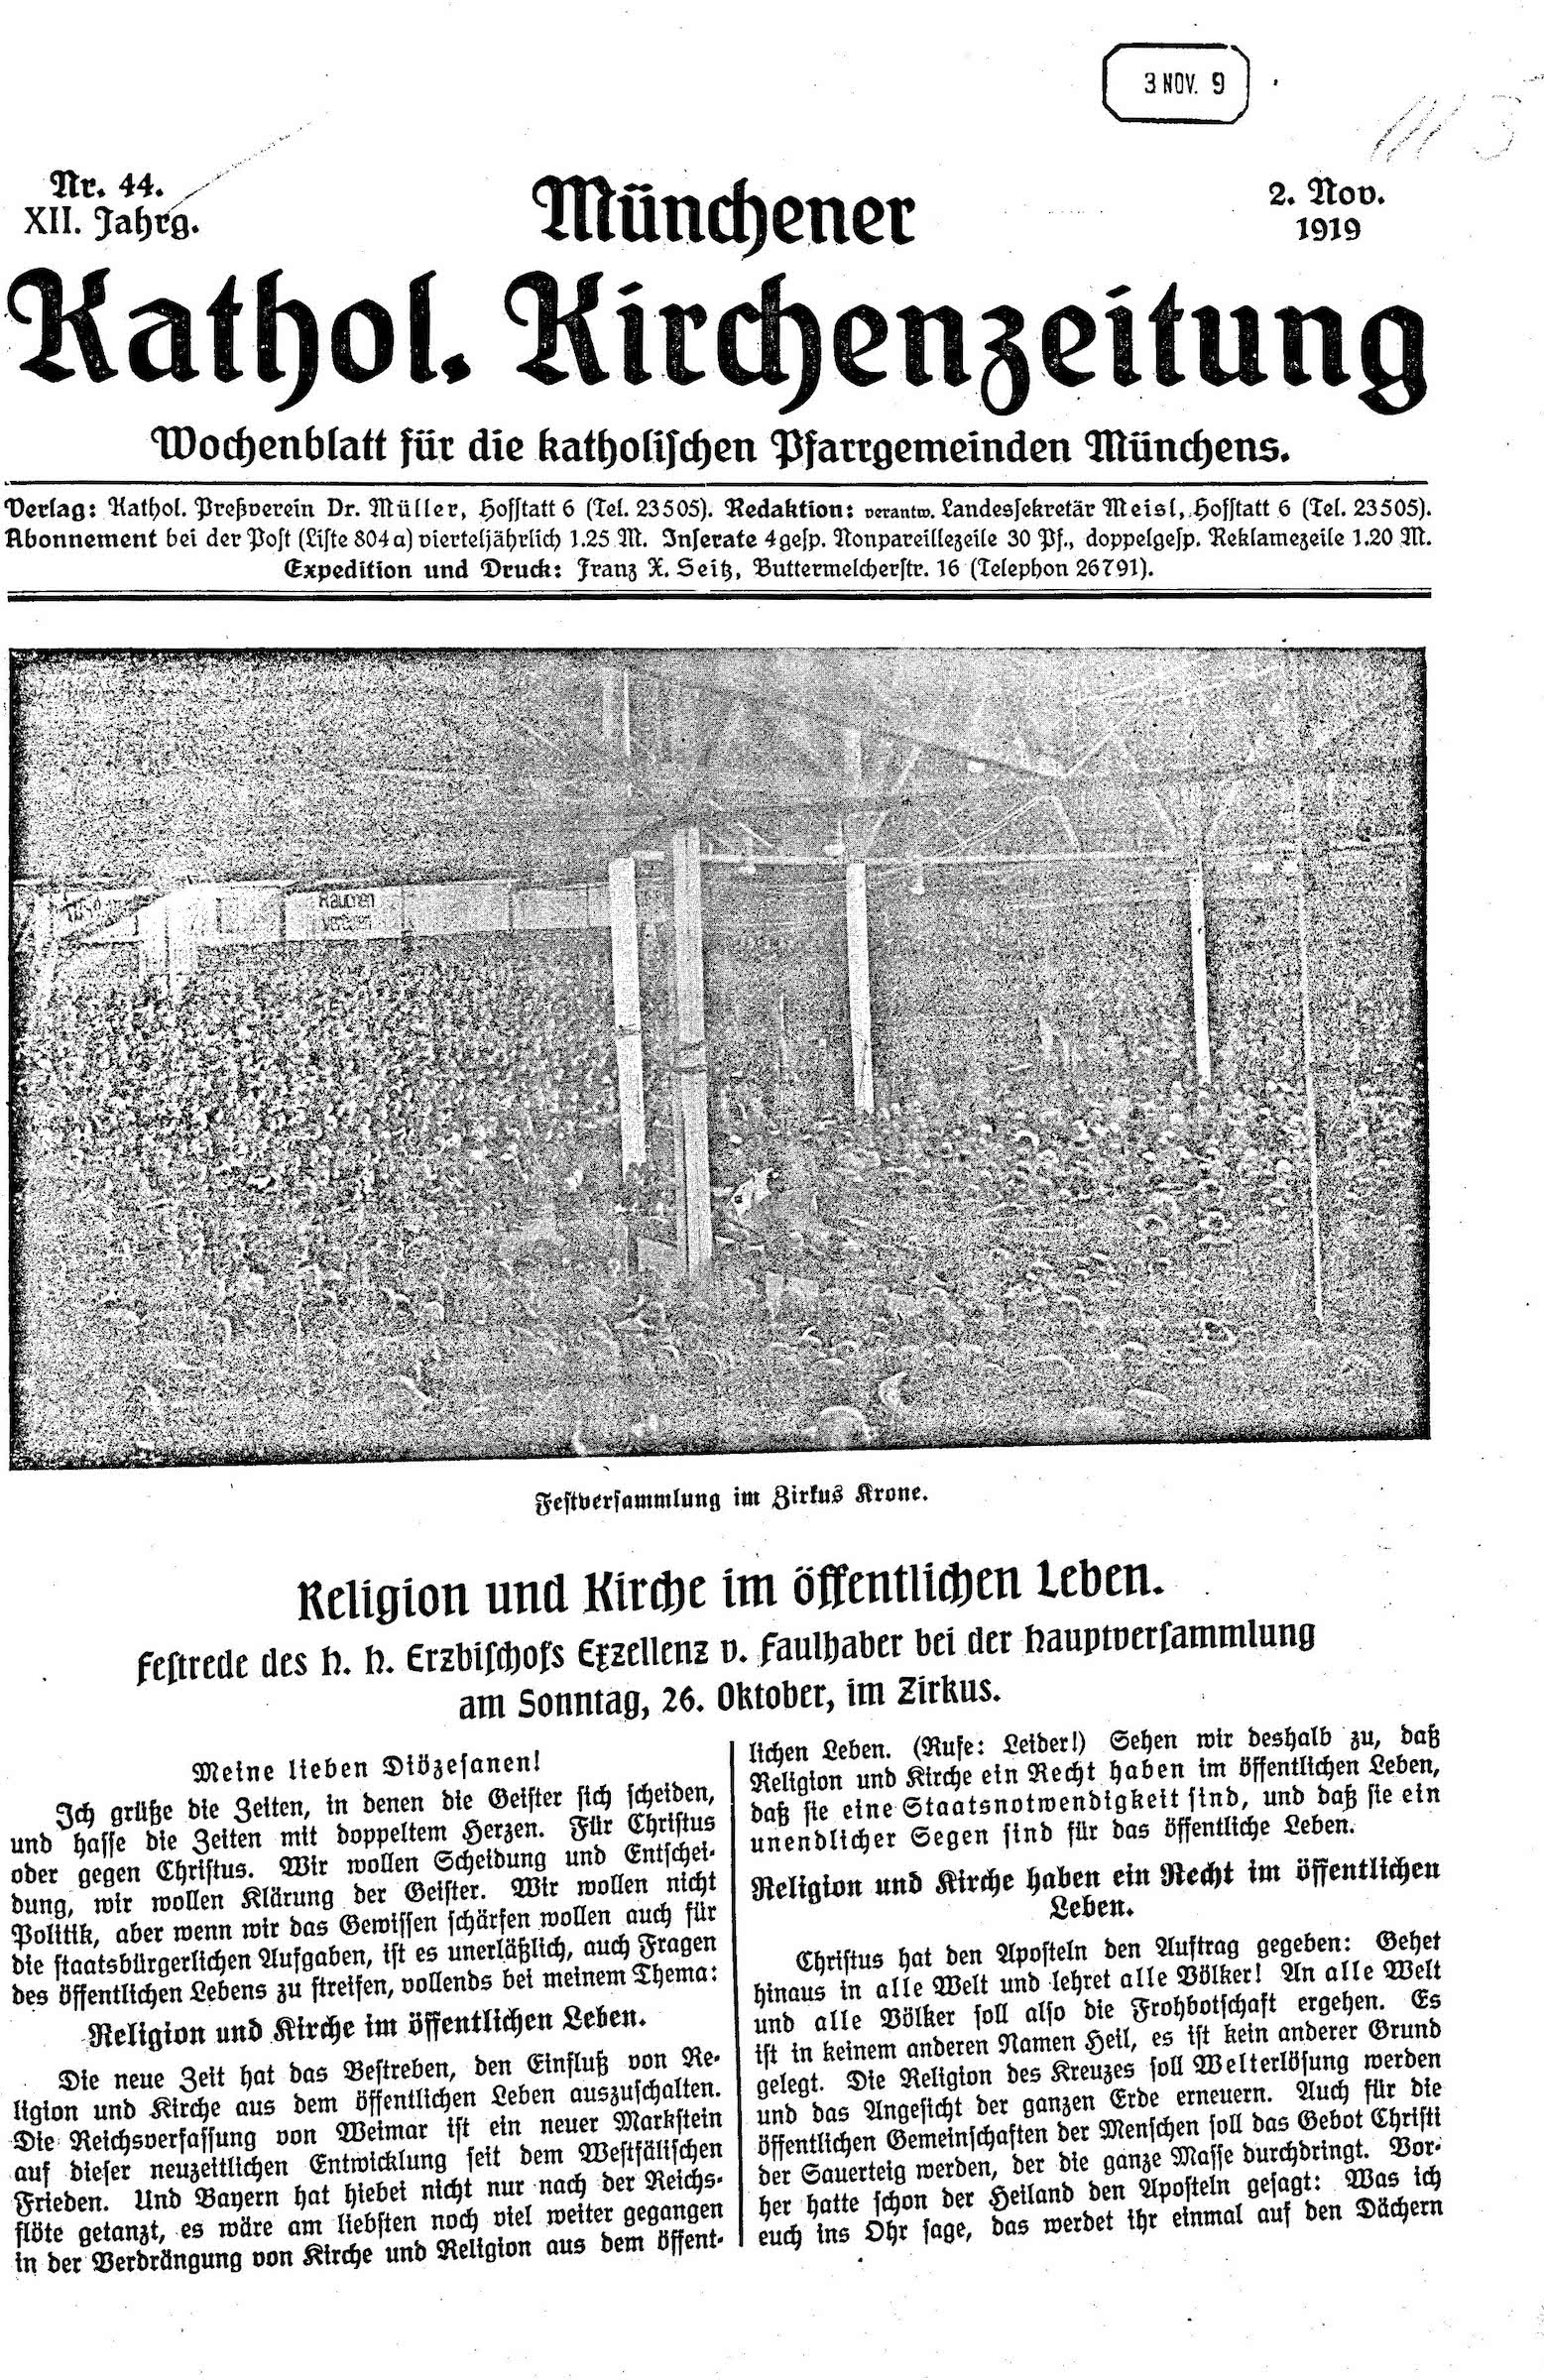 3 NOV. 9
Nr. 44.
XII. Jahrg.
Münchener
2. Nov.
1919
Kathol. Kirchenzeitung
Wochenblatt für die katholischen Pfarrgemeinden Münchens.
Verlag: Kathol. Preßverein Dr. Müller, Hofstatt 6 (Tel. 23505). Redaktion: verantw. Landessekretär Meisl, Hofstatt 6 (Tel. 23505).
Abonnement bei der Post (Liste 804a) vierteljährlich 1.25 M. Inserate 4gesp. Nonpareillezeile 30 Pf., doppelgesp. Reklamezeile 1.20 M.
Expedition und Druck: Franz X. Seitz, Buttermelcherstr. 16 (Telephon 26791).
Rauchen
verboten
Festversammlung im Zirkus Krone.
Religion und Kirche im öffentlichen Leben.
Festrede des H. H. Erzbischofs Exzellenz v. Faulhaber bei der Hauptversammlung
am Sonntag, 26. Oktober, im Zirkus.
Meine lieben Diözesanen!
Ich grüße die Zeiten, in denen die Geister sich scheiden,
und hasse die Zeiten mit doppeltem Herzen. Für Christus
oder gegen Christus. Wir wollen Scheidung und Entschei-
dung, wir wollen Klärung der Geister. Wir wollen nicht
Politik, aber wenn wir das Gewissen schärfen wollen auch für
die staatsbürgerlichen Aufgaben, ist es unerläßlich, auch Fragen
des öffentlichen Lebens zu streifen, vollends bei meinem Thema:
Religion und Kirche im öffentlichen Leben.
Die neue Zeit hat das Bestreben, den Einfluß von Re-
ligion und Kirche aus dem öffentlichen Leben auszuschalten.
Die Reichsverfassung von Weimar ist ein neuer Markstein
auf dieser neuzeitlichen Entwicklung seit dem Westfälischen
Frieden. Und Bayern hat hiebei nicht nur nach der Reichs-
flöte getanzt, es wäre am liebsten noch viel weiter gegangen
in der Verdrängung von Kirche und Religion aus dem öffent-
lichen Leben. (Rufe: Leider!) Sehen wir deshalb zu, daß
Religion und Kirche ein Recht haben im öffentlichen Leben,
daß sie eine Staatsnotwendigkeit sind, und daß sie ein
unendlicher Segen sind für das öffentliche Leben.
Religion und Kirche haben ein Recht im öffentlichen
Leben.
Christus hat den Aposteln den Auftrag gegeben: Gehet
hinaus in alle Welt und lehret alle Völker! An alle Welt
und alle Völker soll also die Frohbotschaft ergehen. Es
ist in keinem anderen Namen Heil, es ist kein anderer Grund
gelegt. Die Religion des Kreuzes soll Welterlösung werden
und das Angesicht der ganzen Erde erneuern. Auch für die
öffentlichen Gemeinschaften der Menschen soll das Gebot Christi
der Sauerteig werden, der die ganze Masse durchdringt. Vor-
her hatte schon der Heiland den Aposteln gesagt: Was ich
euch ins Ohr sage, das werdet ihr einmal auf den Dächern